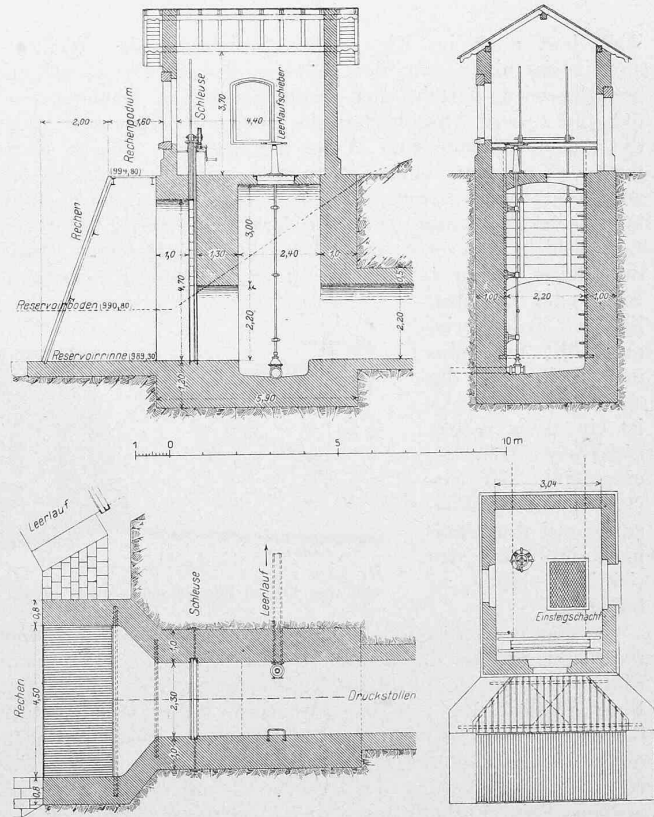 2,00
Rechenpodium
1,60
Schleuse
3,70
4,40
Leerlaufschieber
(994,80)
Rechen
1,0
1,30
3,00
2,40
1,0
4,70
0,5
Reservoirboden (990,80)
2,20
2,20
Reservoirrinne (989,30)
1,20
5,90
1,00
2,20
1,00
1 0 5 10 m
Leerlauf
Schleuse
Leerlauf
3,04
Einsteigschacht
0,8
1,0
Rechen
4,50
2,30
Druckstollen
1,0
0,8